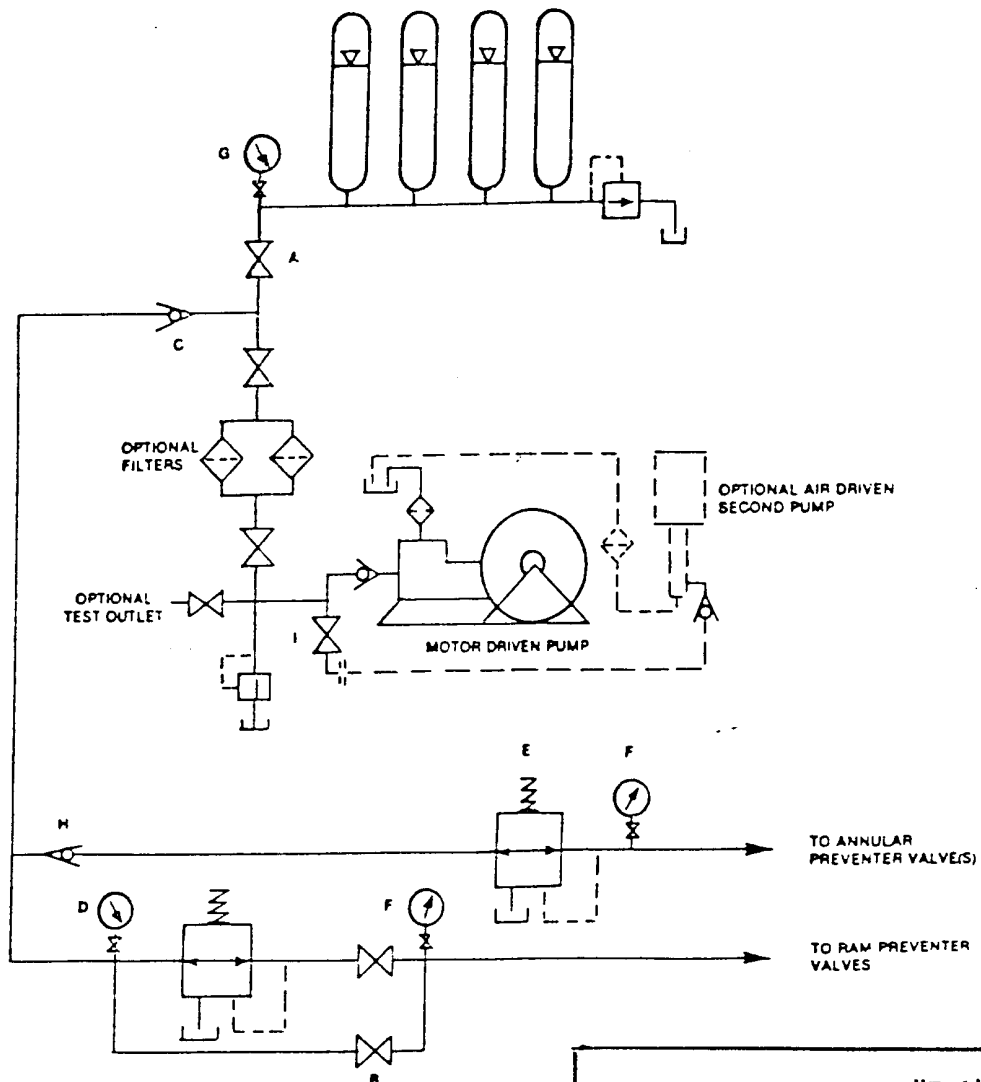 G
A
C
OPTIONAL
FILTERS
OPTIONAL AIR DRIVEN
SECOND PUMP
OPTIONAL
TEST OUTLET
I
MOTOR DRIVEN PUMP
E
F
H
TO ANNULAR
PREVENTER VALVE(S)
D
F
TO RAM PREVENTER
VALVES
B